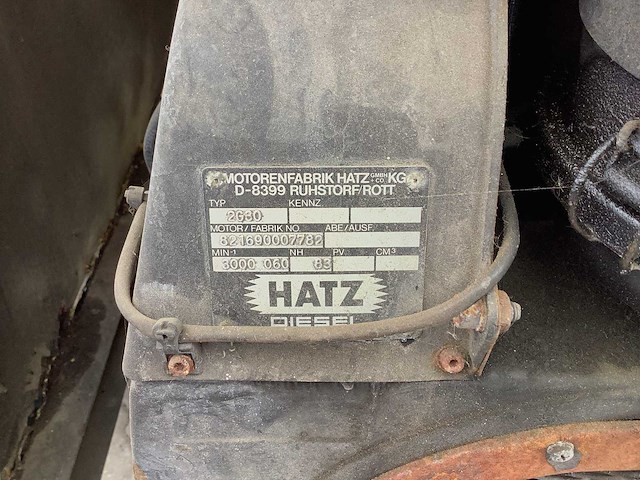 MOTORENFABRIK HATZ GMBH + CO. KG
D-8399 RUHSTORF/ROTT
TYP KENNZ
2G30
MOTOR / FABRIK NO. ABE/AUSF.
821690007782
MIN-¹ NH PV CM³
3000 060 83
HATZ
DIESEL